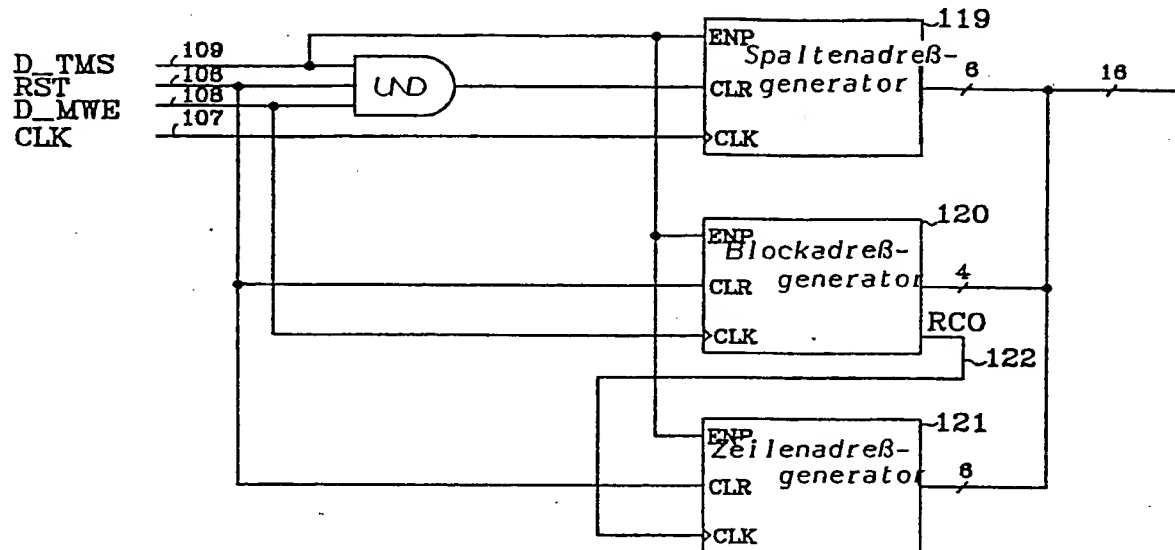 D_TMS 109
RST 106
D_MWE 108
CLK 107
UND
119
ENP
Spaltenadreß-
generator
CLR
CLK
6
16
120
ENP
Blockadreß-
generator
CLR
CLK
4
RCO
122
121
ENP
Zeilenadreß-
generator
CLR
CLK
6